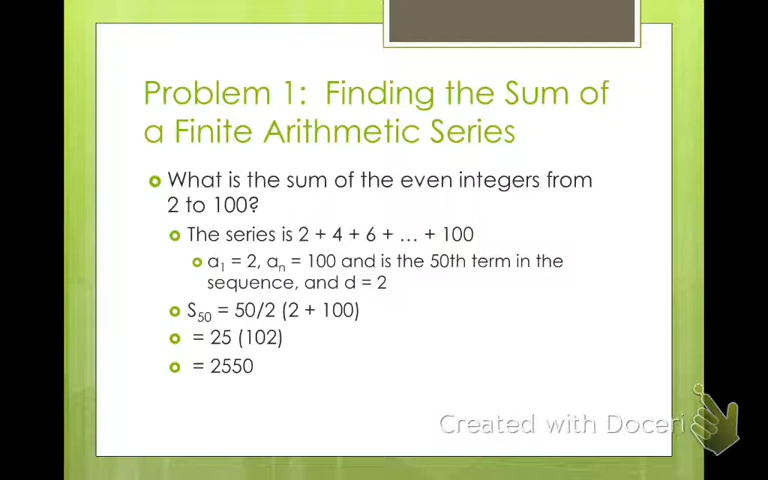 Problem 1: Finding the Sum of
a Finite Arithmetic Series
What is the sum of the even integers from
2 to 100?
The series is 2 + 4 + 6 + … + 100
a₁ = 2, aₙ = 100 and is the 50th term in the
sequence, and d = 2
S₅₀ = 50/2 (2 + 100)
= 25 (102)
= 2550
Created with Doceri